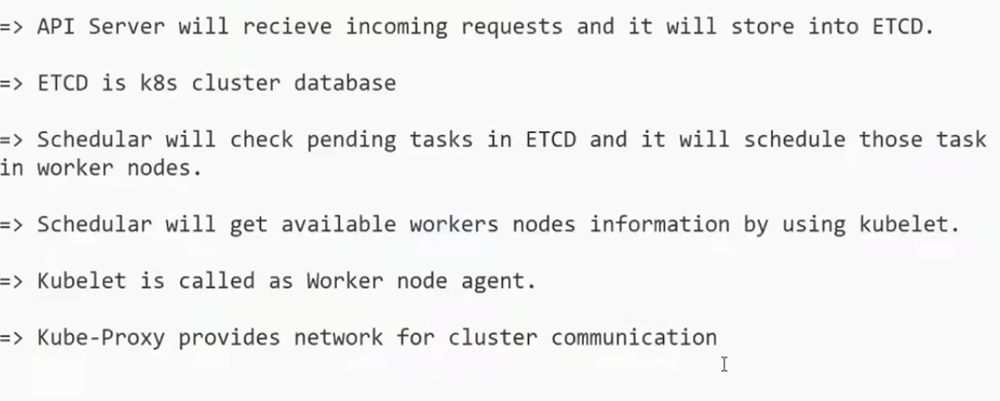 => API Server will recieve incoming requests and it will store into ETCD.
=> ETCD is k8s cluster database
=> Schedular will check pending tasks in ETCD and it will schedule those task
in worker nodes.
=> Schedular will get available workers nodes information by using kubelet.
=> Kubelet is called as Worker node agent.
=> Kube-Proxy provides network for cluster communication